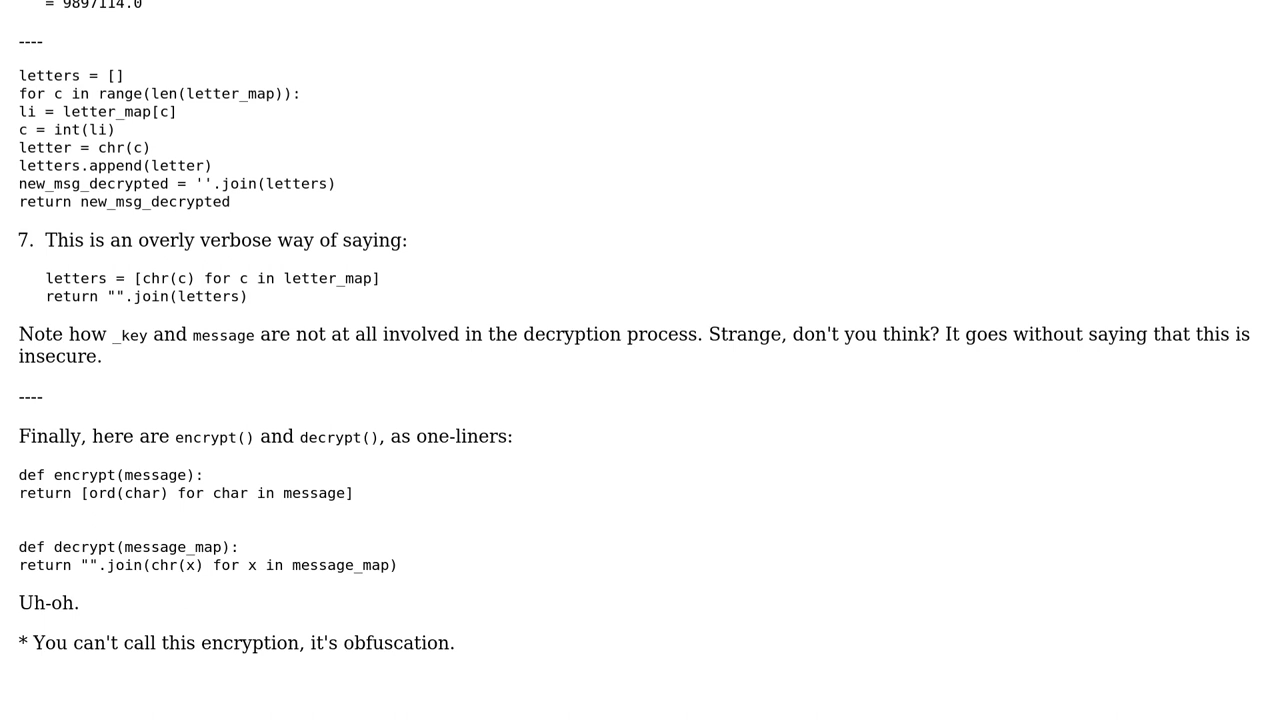 = 9897114.0
----
letters = []
for c in range(len(letter_map)):
li = letter_map[c]
c = int(li)
letter = chr(c)
letters.append(letter)
new_msg_decrypted = ''.join(letters)
return new_msg_decrypted
7. This is an overly verbose way of saying:
letters = [chr(c) for c in letter_map]
return "".join(letters)
Note how _key and message are not at all involved in the decryption process. Strange, don't you think? It goes without saying that this is
insecure.
----
Finally, here are encrypt() and decrypt(), as one-liners:
def encrypt(message):
return [ord(char) for char in message]
def decrypt(message_map):
return "".join(chr(x) for x in message_map)
Uh-oh.
* You can't call this encryption, it's obfuscation.